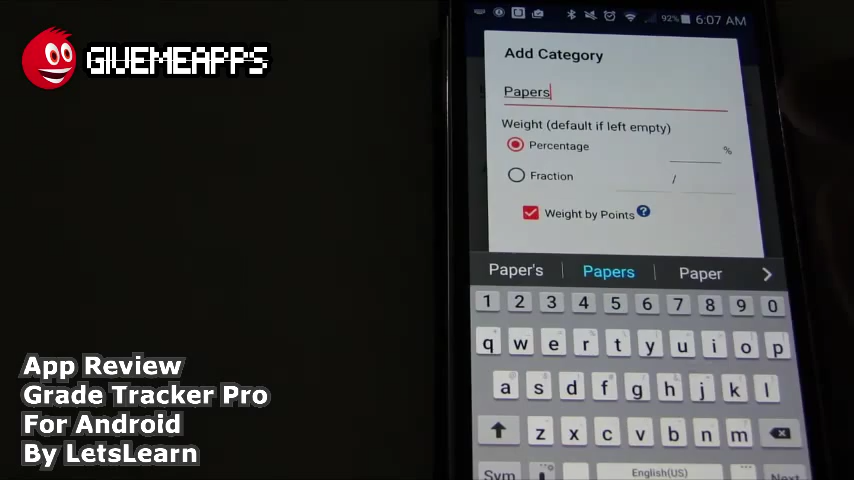 GIVEMEAPPS
92% 6:07 AM
Add Category
Papers
Weight (default if left empty)
Percentage %
Fraction /
Weight by Points ?
Paper's Papers Paper >
1 2 3 4 5 6 7 8 9 0
q w e r t y u i o p
a s d f g h j k l
z x c v b n m
Sym English(US) Next
App Review
Grade Tracker Pro
For Android
By LetsLearn